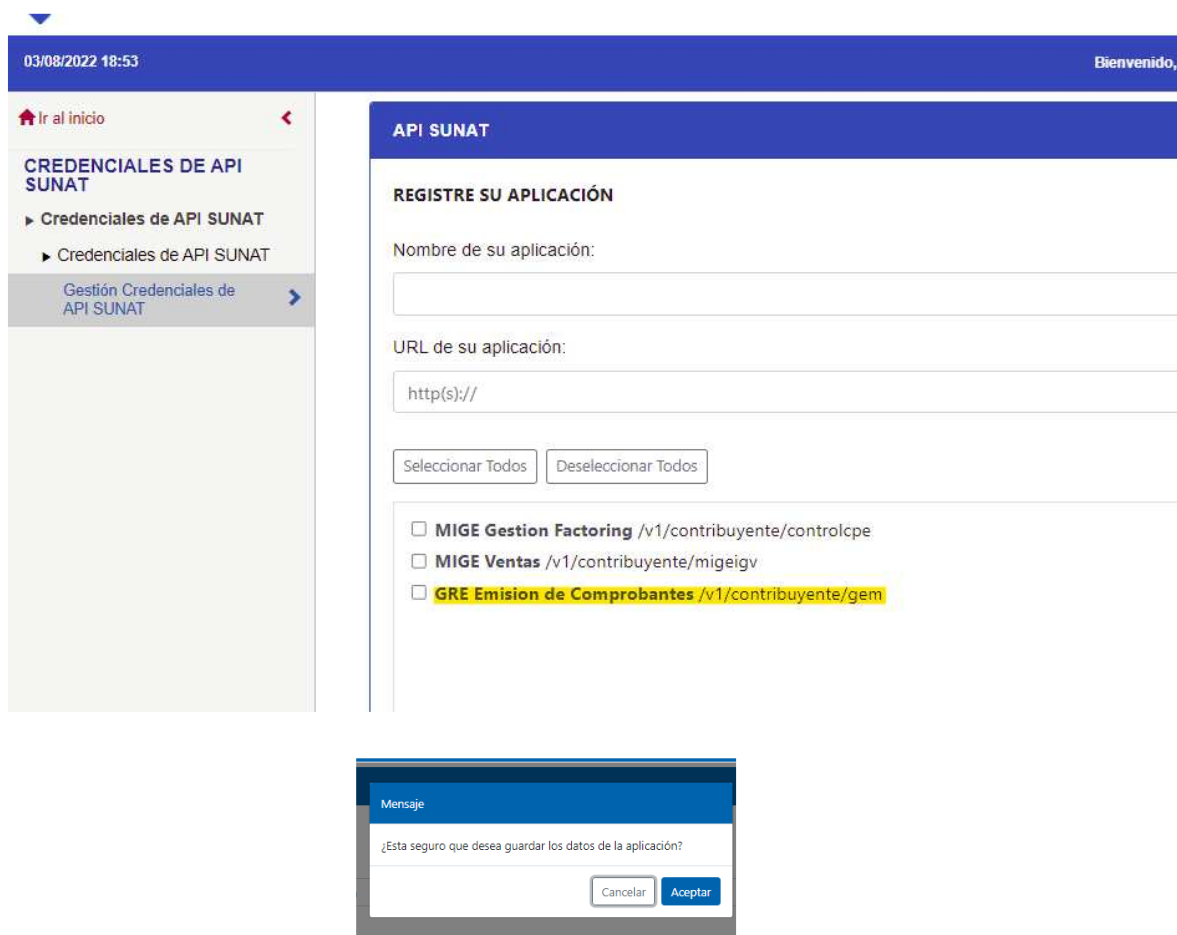 03/08/2022 18:53
Bienvenido,
Ir al inicio
CREDENCIALES DE API
SUNAT
Credenciales de API SUNAT
Credenciales de API SUNAT
Gestión Credenciales de
API SUNAT
API SUNAT
REGISTRE SU APLICACIÓN
Nombre de su aplicación:
URL de su aplicación:
http(s)://
Seleccionar Todos
Deseleccionar Todos
MIGE Gestion Factoring /v1/contribuyente/controlcpe
MIGE Ventas /v1/contribuyente/migeigv
GRE Emision de Comprobantes /v1/contribuyente/gem
Mensaje
¿Esta seguro que desea guardar los datos de la aplicación?
Cancelar
Aceptar